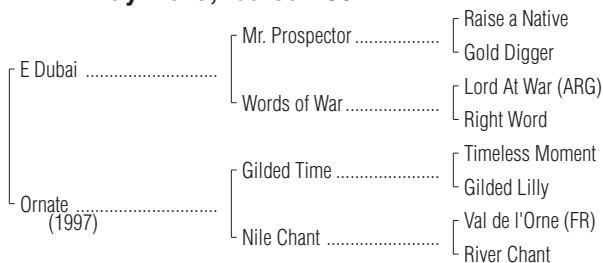 Raise a Native
Mr. Prospector
Gold Digger
E Dubai
Lord At War (ARG)
Words of War
Right Word
Timeless Moment
Gilded Time
Gilded Lilly
Ornate
(1997)
Val de l'Orne (FR)
Nile Chant
River Chant